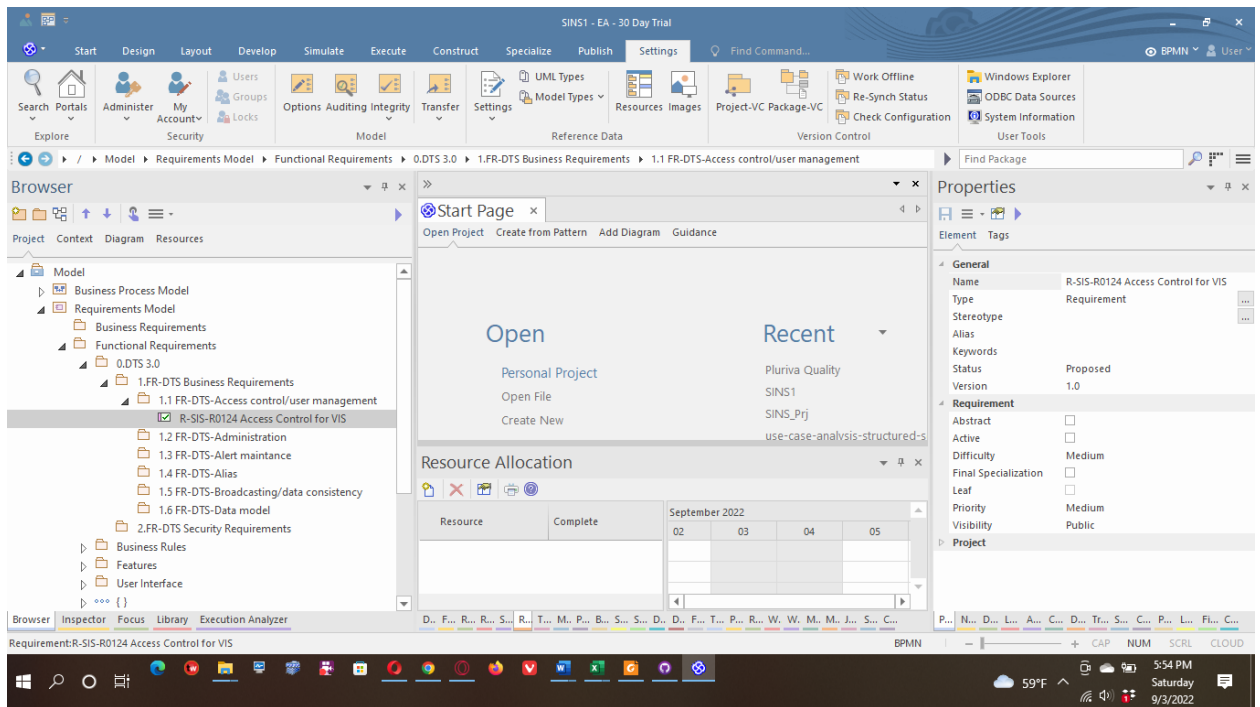 SINS1 - EA - 30 Day Trial
Start Design Layout Develop Simulate Execute Construct Specialize Publish Settings Find Command... BPMN User
Search Portals Administer My Account Users Groups Locks Options Auditing Integrity Transfer Settings UML Types Model Types Resources Images Project-VC Package-VC Work Offline Re-Synch Status Check Configuration Windows Explorer ODBC Data Sources System Information
Explore Security Model Reference Data Version Control User Tools
/ Model Requirements Model Functional Requirements 0.DTS 3.0 1.FR-DTS Business Requirements 1.1 FR-DTS-Access control/user management Find Package
Browser
Project Context Diagram Resources
Model
Business Process Model
Requirements Model
Business Requirements
Functional Requirements
0.DTS 3.0
1.FR-DTS Business Requirements
1.1 FR-DTS-Access control/user management
R-SIS-R0124 Access Control for VIS
1.2 FR-DTS-Administration
1.3 FR-DTS-Alert maintance
1.4 FR-DTS-Alias
1.5 FR-DTS-Broadcasting/data consistency
1.6 FR-DTS-Data model
2.FR-DTS Security Requirements
Business Rules
Features
User Interface
{ }
Browser Inspector Focus Library Execution Analyzer
Start Page
Open Project Create from Pattern Add Diagram Guidance
Open
Personal Project
Open File
Create New
Recent
Pluriva Quality
SINS1
SINS_Prj
use-case-analysis-structured-s
Resource Allocation
Resource Complete September 2022
02 03 04 05
D.. F... R... R... S... R... T... M.. P... B... S... S... D.. D... F... T... P... R... W. W. M.. M.. J... S... C...
Properties
Element Tags
General
Name R-SIS-R0124 Access Control for VIS
Type Requirement ...
Stereotype ...
Alias
Keywords
Status Proposed
Version 1.0
Requirement
Abstract
Active
Difficulty Medium
Final Specialization
Leaf
Priority Medium
Visibility Public
Project
P... N... D... L... A... C... D... Tr... S... C... P... L... Fi... C...
Requirement:R-SIS-R0124 Access Control for VIS BPMN CAP NUM SCRL CLOUD
59°F
5:54 PM
Saturday
9/3/2022